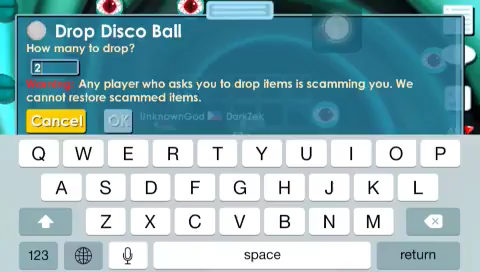 Drop Disco Ball
How many to drop?
2
Warning: Any player who asks you to drop items is scamming you. We
cannot restore scammed items.
Cancel OK
UnknownGod DarkZek
Q W E R T Y U I O P
A S D F G H J K L
Z X C V B N M
123 space return